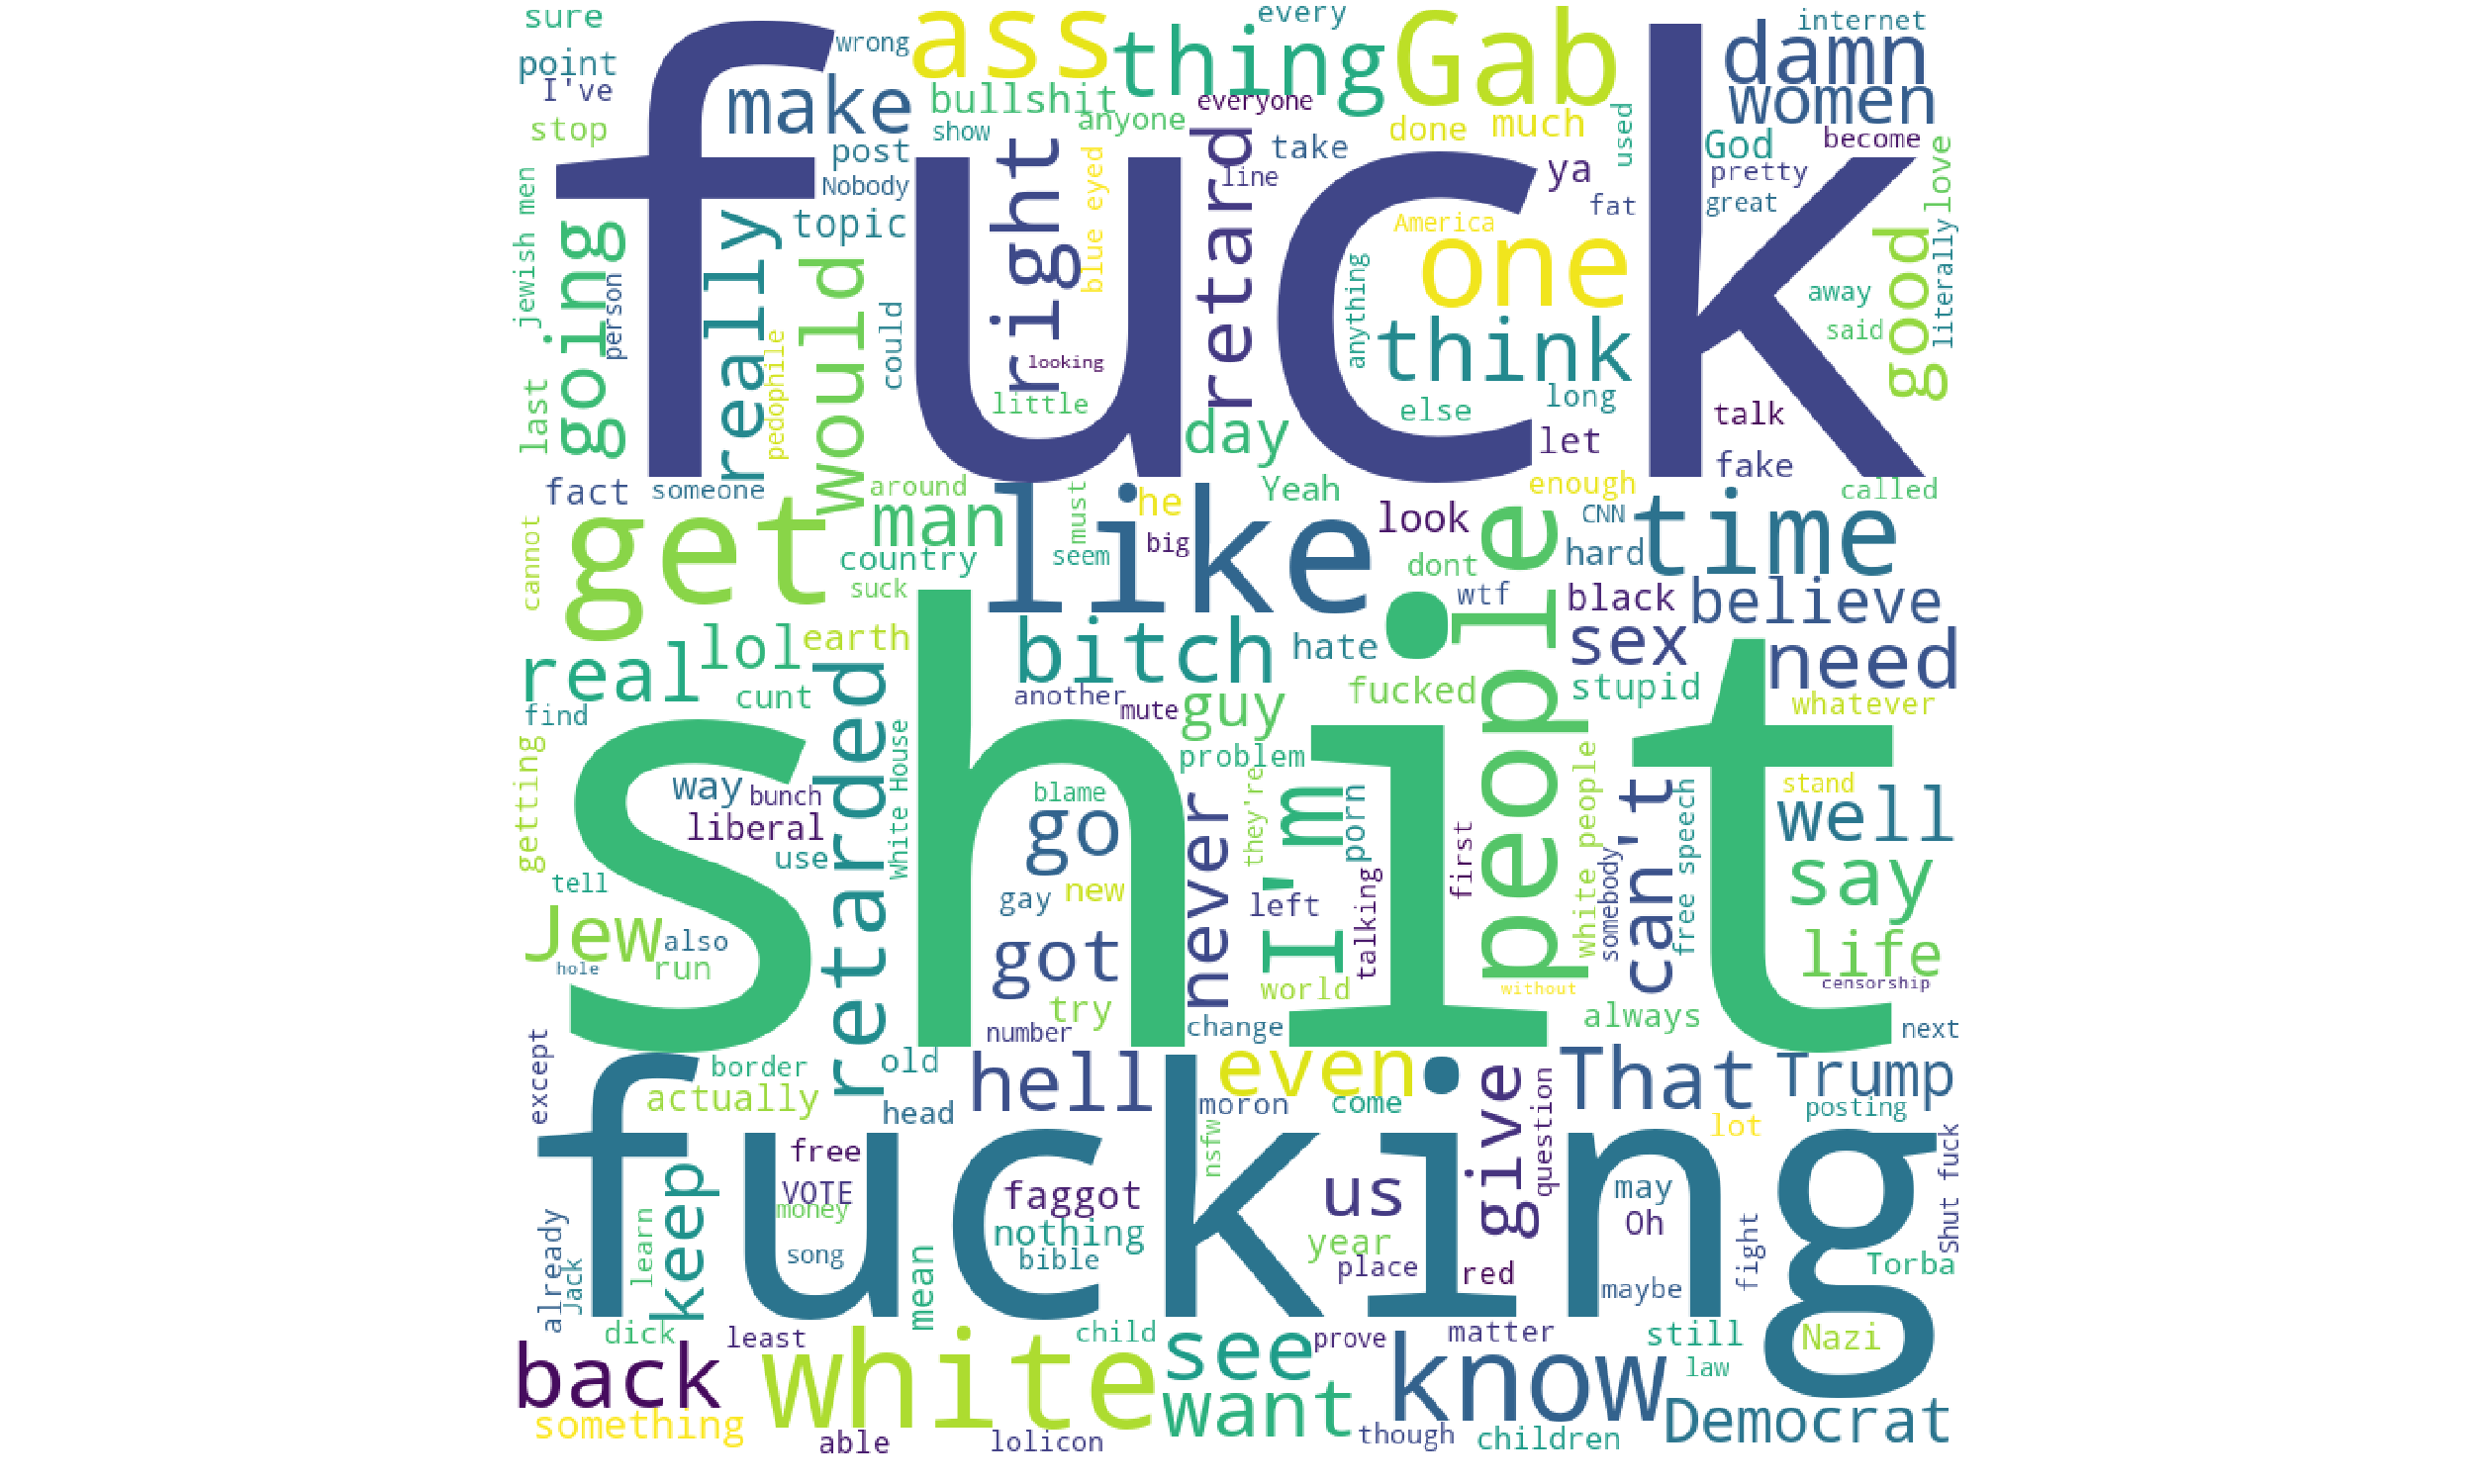 sure
every
internet
wrong
ass
thing
Gab
damn
point
I've
make
bullshit
everyone
women
stop
show
anyone
done
much
used
God
become
fuck
post
right
retard
take
ya
pretty
love
jewish men
Nobody
blue eyed
line
fat
great
going
really
topic
America
one
good
literally
person
would
could
anything
away
said
pedophile
looking
think
last
little
day
else
long
talk
let
fake
fact
someone
around
like
must
he
Yeah
look
people
enough
CNN
time
called
cannot
get
man
big
country
seem
dont
hard
suck
wtf
black
believe
real
lol
earth
bitch
hate
sex
need
cunt
another
fucked
stupid
find
retarded
mute
guy
whatever
shit
getting
White House
problem
white people
way
bunch
blame
they're
I'm
porn
can't
free speech
stand
liberal
go
never
first
somebody
well
use
tell
gay
new
left
talking
say
Jew
also
got
life
hole
run
try
world
without
censorship
number
change
always
next
except
border
old
hell
even
That
Trump
actually
head
moron
come
give
question
lot
posting
fucking
keep
free
nsfw
Shut fuck
VOTE
faggot
us
may
already
Jack
learn
money
nothing
Oh
fight
song
mean
bible
year
place
red
maybe
Torba
dick
least
child
see
prove
matter
still
Nazi
back
white
want
know
law
something
Democrat
able
lolicon
though
children